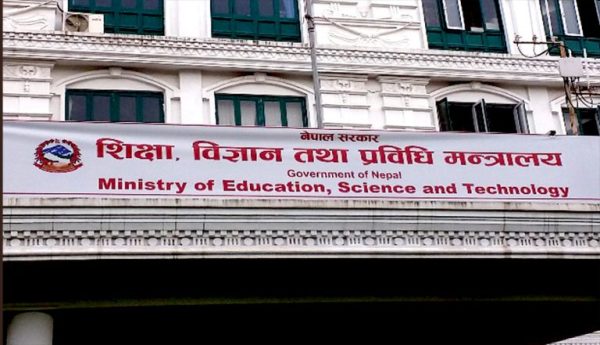 नेपाल सरकार
शिक्षा, विज्ञान तथा प्रविधि मन्त्रालय
Government of Nepal
Ministry of Education, Science and Technology